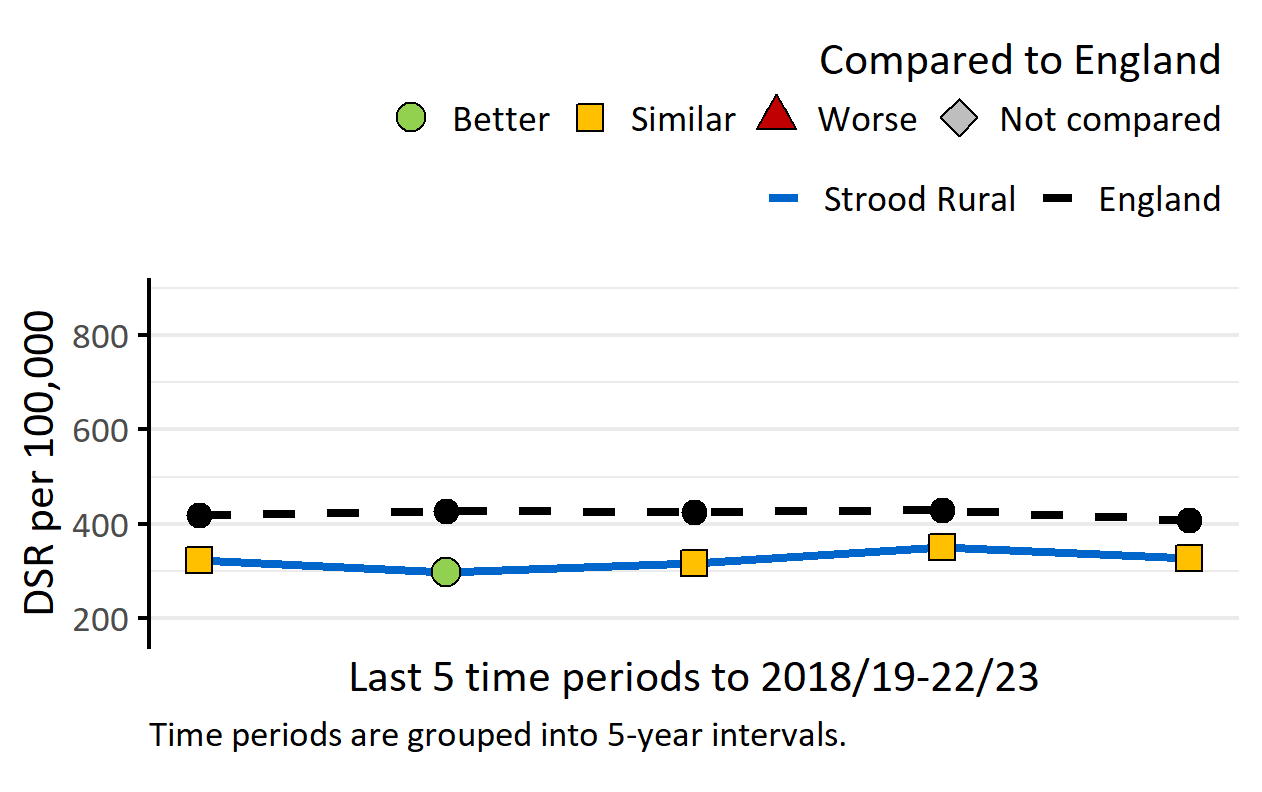 Compared to England
Better Similar Worse Not compared
Strood Rural England
DSR per 100,000
800
600
400
200
Last 5 time periods to 2018/19-22/23
Time periods are grouped into 5-year intervals.